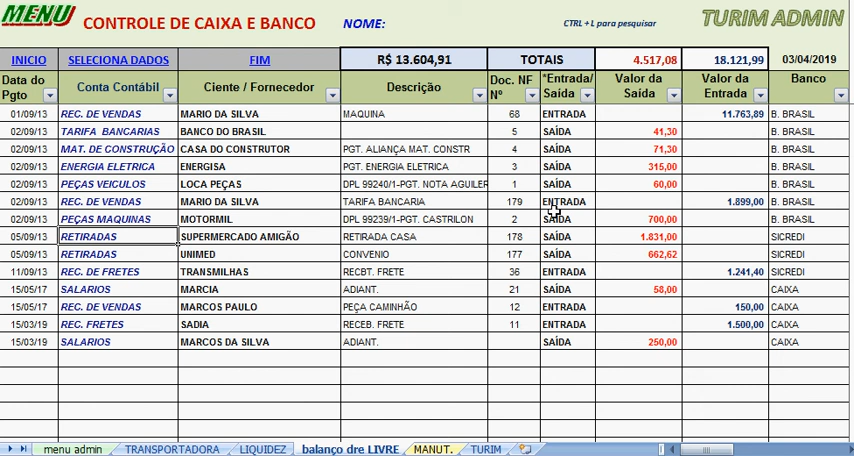 MENU CONTROLE DE CAIXA E BANCO NOME: CTRL + L para pesquisar TURIM ADMIN
INICIO SELECIONA DADOS FIM R$ 13.604,91 TOTAIS 4.517,08 18.121,99 03/04/2019
Data do Pgto Conta Contábil Ciente / Fornecedor Descrição Doc. NF Nº *Entrada/ Saída Valor da Saída Valor da Entrada Banco
01/09/13 REC. DE VENDAS MARIO DA SILVA MAQUINA 68 ENTRADA 11.763,89 B. BRASIL
02/09/13 TARIFA BANCARIAS BANCO DO BRASIL 5 SAÍDA 41,30 B. BRASIL
02/09/13 MAT. DE CONSTRUÇÃO CASA DO CONSTRUTOR PGT. ALIANÇA MAT. CONSTR 4 SAÍDA 71,30 B. BRASIL
02/09/13 ENERGIA ELETRICA ENERGISA PGT. ENERGIA ELETRICA 3 SAÍDA 315,00 B. BRASIL
02/09/13 PEÇAS VEICULOS LOCA PEÇAS DPL 99240/1-PGT. NOTA AGUILER 1 SAÍDA 60,00 B. BRASIL
02/09/13 REC. DE VENDAS MARIO DA SILVA TARIFA BANCARIA 179 ENTRADA 1.899,00 B. BRASIL
02/09/13 PEÇAS MAQUINAS MOTORMIL DPL 99239/1-PGT. CASTRILON 2 SAÍDA 700,00 B. BRASIL
05/09/13 RETIRADAS SUPERMERCADO AMIGÃO RETIRADA CASA 178 SAÍDA 1.831,00 SICREDI
05/09/13 RETIRADAS UNIMED CONVENIO 177 SAÍDA 662,62 SICREDI
11/09/13 REC. DE FRETES TRANSMILHAS RECBT. FRETE 36 ENTRADA 1.241,40 SICREDI
15/05/17 SALARIOS MARCIA ADIANT. 21 SAÍDA 58,00 CAIXA
15/05/17 REC. DE VENDAS MARCOS PAULO PEÇA CAMINHÃO 12 ENTRADA 150,00 CAIXA
15/03/19 REC. FRETES SADIA RECEB. FRETE 11 ENTRADA 1.500,00 CAIXA
15/03/19 SALARIOS MARCOS DA SILVA ADIANT. SAÍDA 250,00 CAIXA
menu admin TRANSPORTADORA LIQUIDEZ balanço dre LIVRE MANUT. TURIM